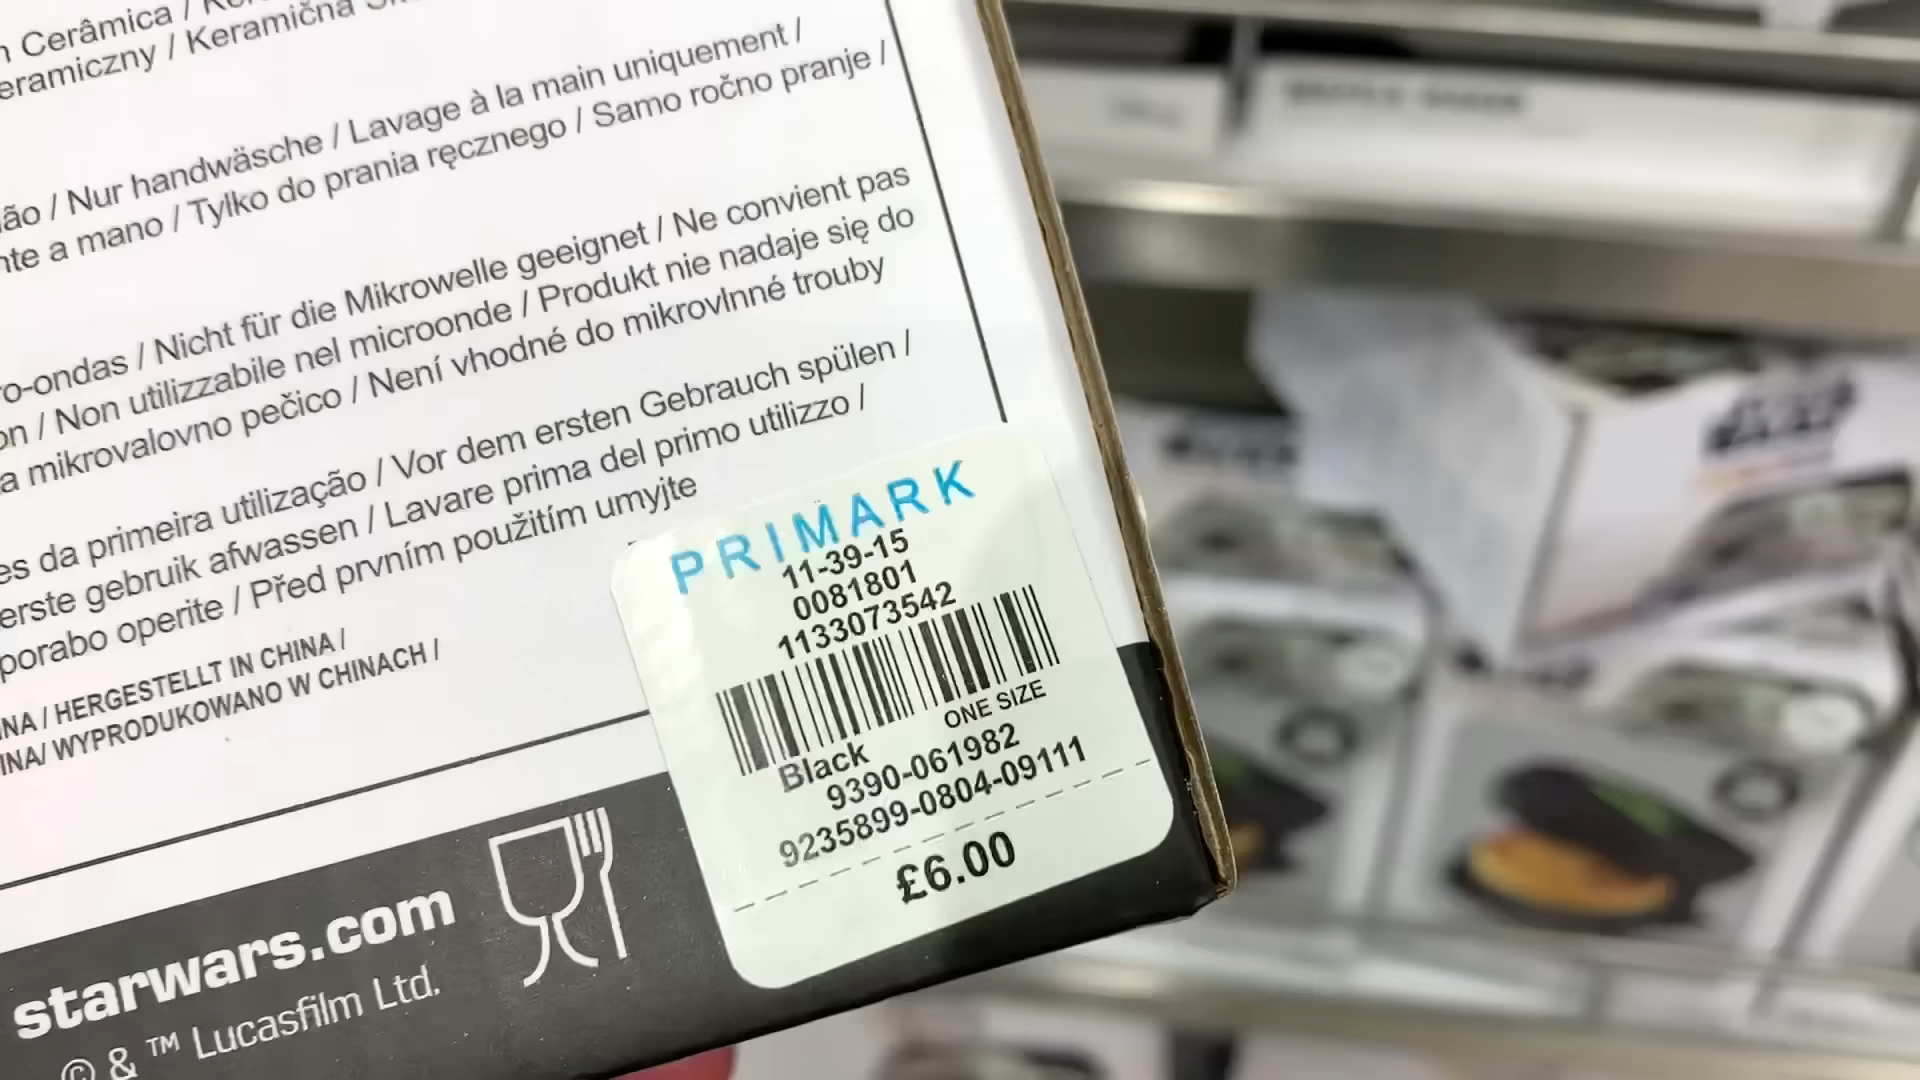 Cerâmica /
eramiczny / Keramična
ão / Nur handwäsche / Lavage à la main uniquement /
nte a mano / Tylko do prania ręcznego / Samo ročno pranje /
ro-ondas / Nicht für die Mikrowelle geeignet / Ne convient pas
on / Non utilizzabile nel microonde / Produkt nie nadaje się do
a mikrovalovno pečico / Není vhodné do mikrovlnné trouby
es da primeira utilização / Vor dem ersten Gebrauch spülen /
erste gebruik afwassen / Lavare prima del primo utilizzo /
porabo operite / Před prvním použitím umyjte
INA / HERGESTELLT IN CHINA /
INA/ WYPRODUKOWANO W CHINACH /
PRIMARK
11-39-15
0081801
1133073542
ONE SIZE
Black
9390-061982
9235899-0804-09111
£6.00
starwars.com
© & ™ Lucasfilm Ltd.